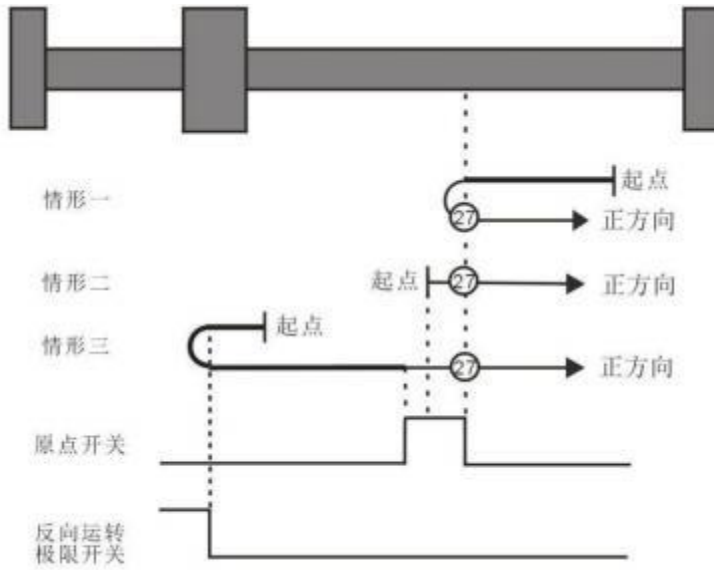 情形一
起点
27
正方向
情形二
起点
27
正方向
情形三
起点
27
正方向
原点开关
反向运转
极限开关